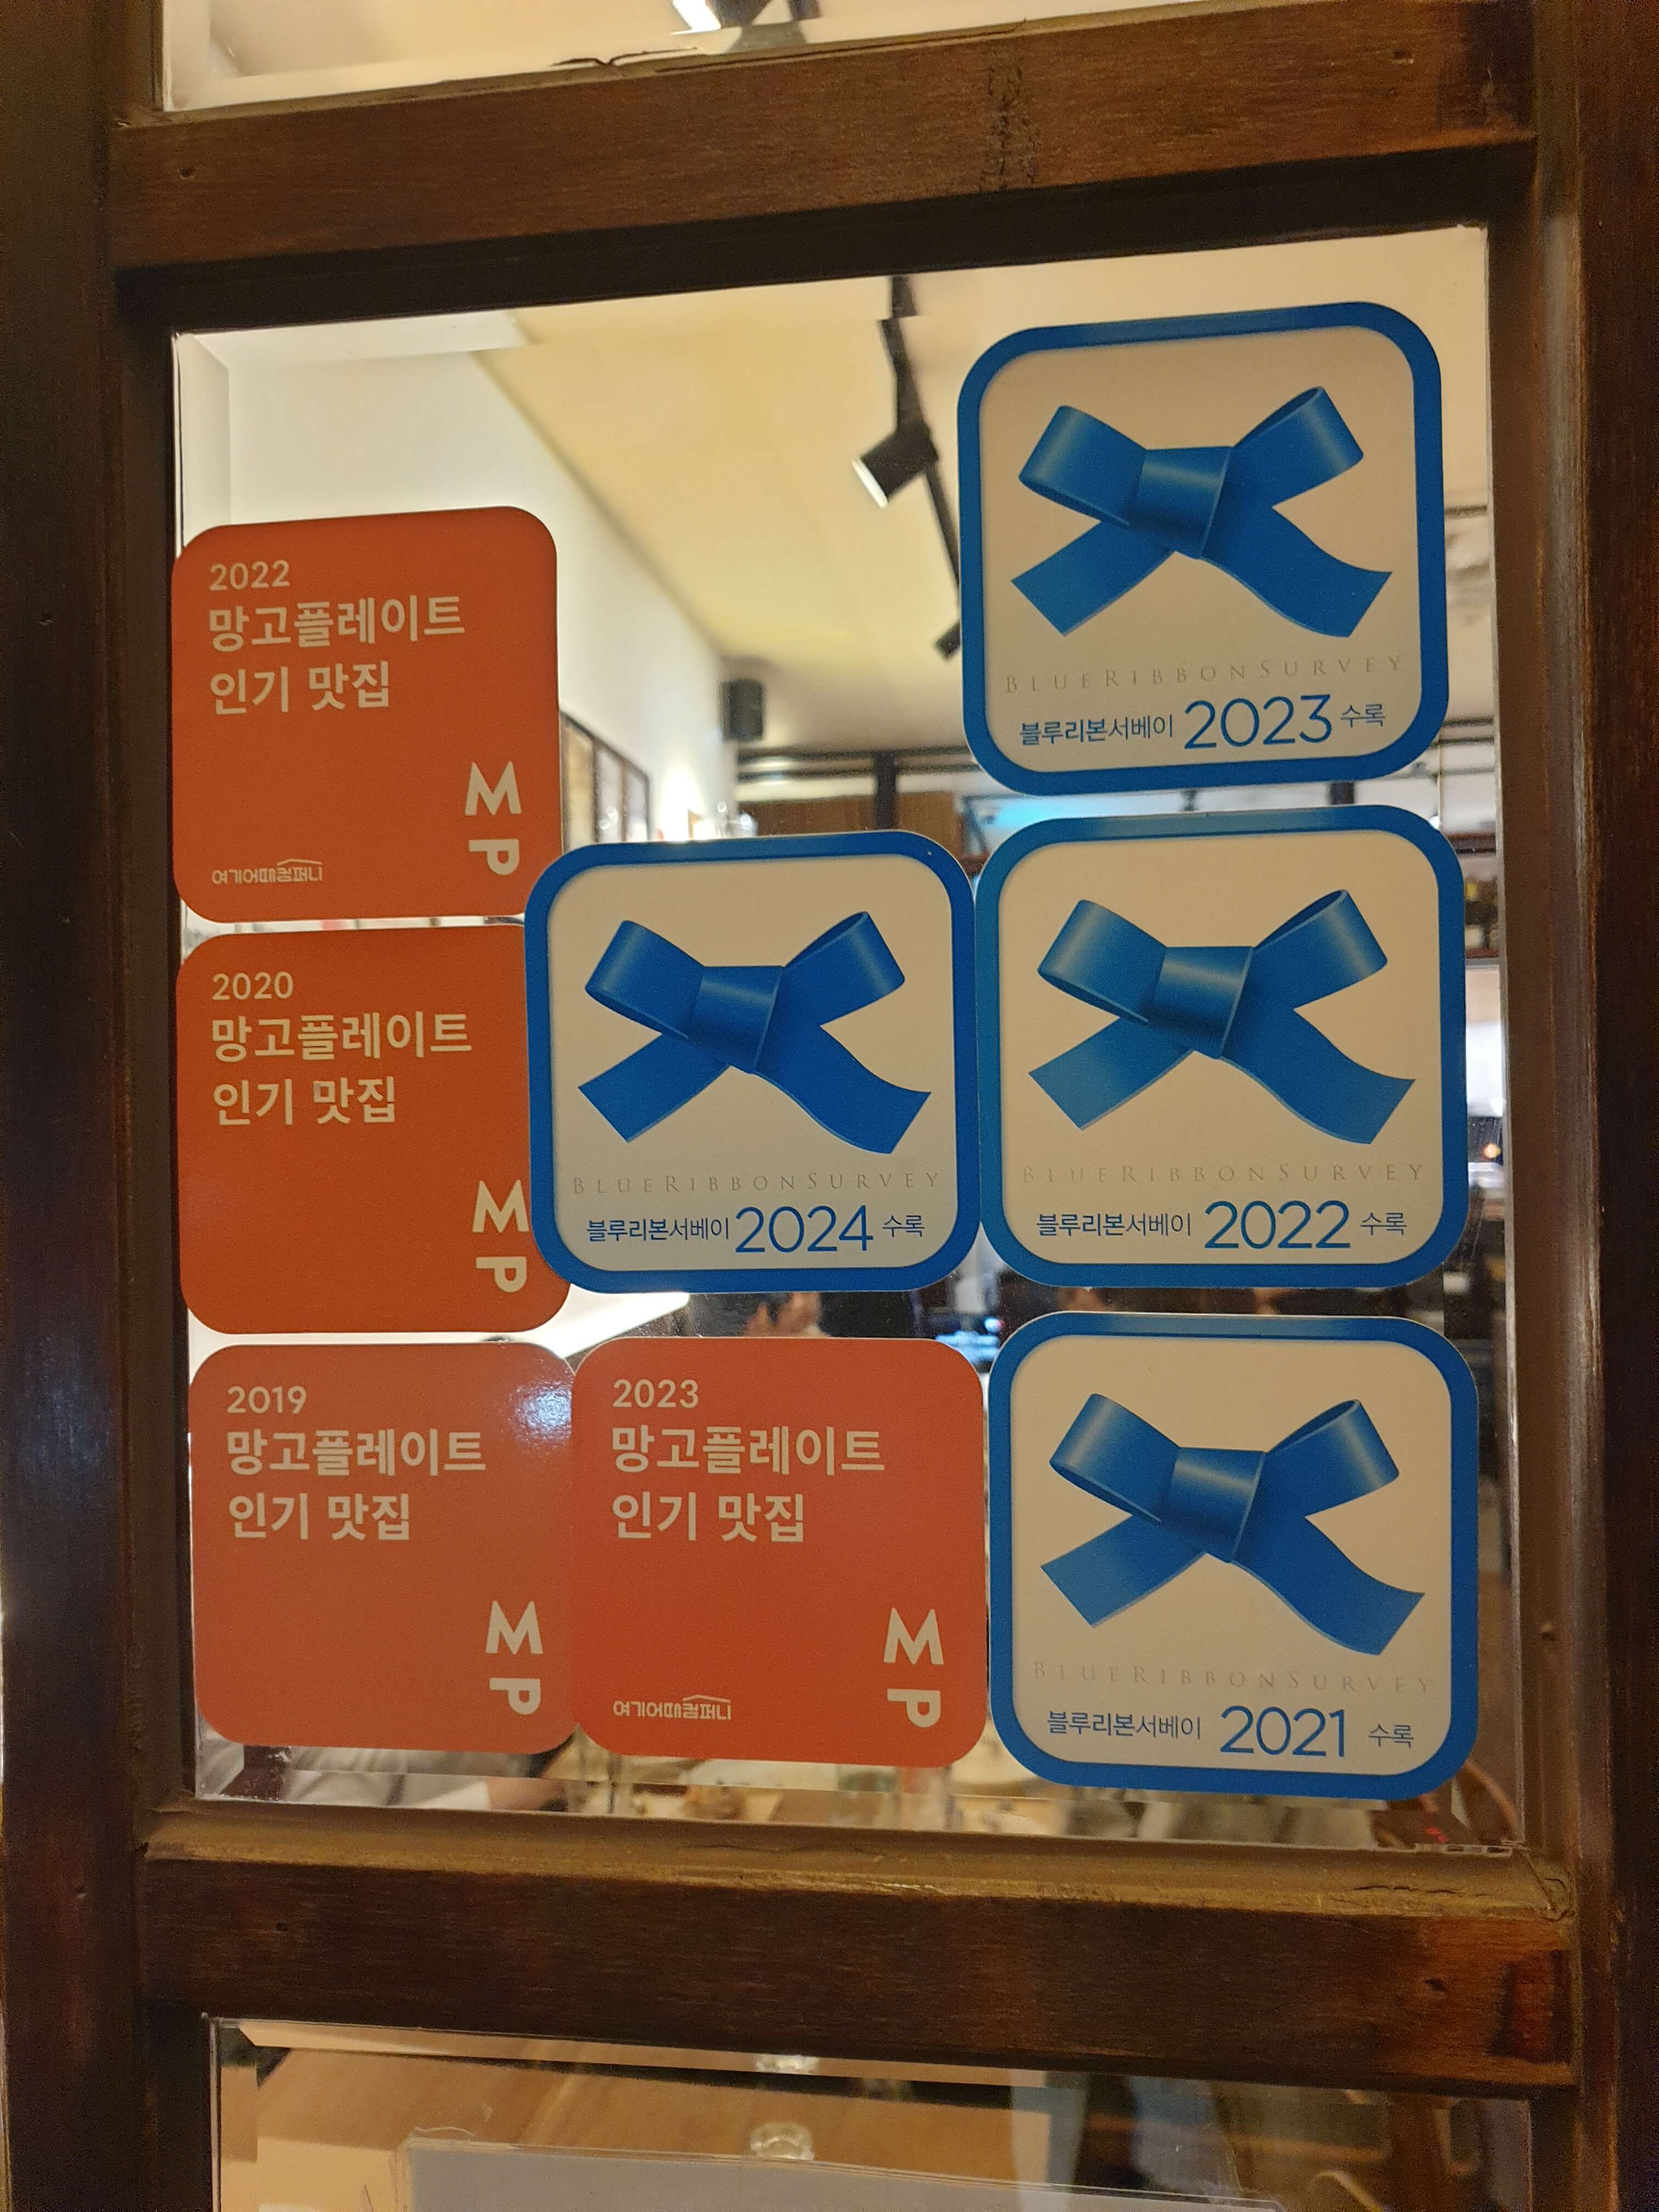 2022
망고플레이트
인기 맛집
MP
여기어때컴퍼니
2020
망고플레이트
인기 맛집
MP
2019
망고플레이트
인기 맛집
MP
2023
망고플레이트
인기 맛집
MP
여기어때컴퍼니
BLUERIBBONSURVEY
블루리본서베이 2023 수록
BLUERIBBONSURVEY
블루리본서베이 2024 수록
BLUERIBBONSURVEY
블루리본서베이 2022 수록
BLUERIBBONSURVEY
블루리본서베이 2021 수록